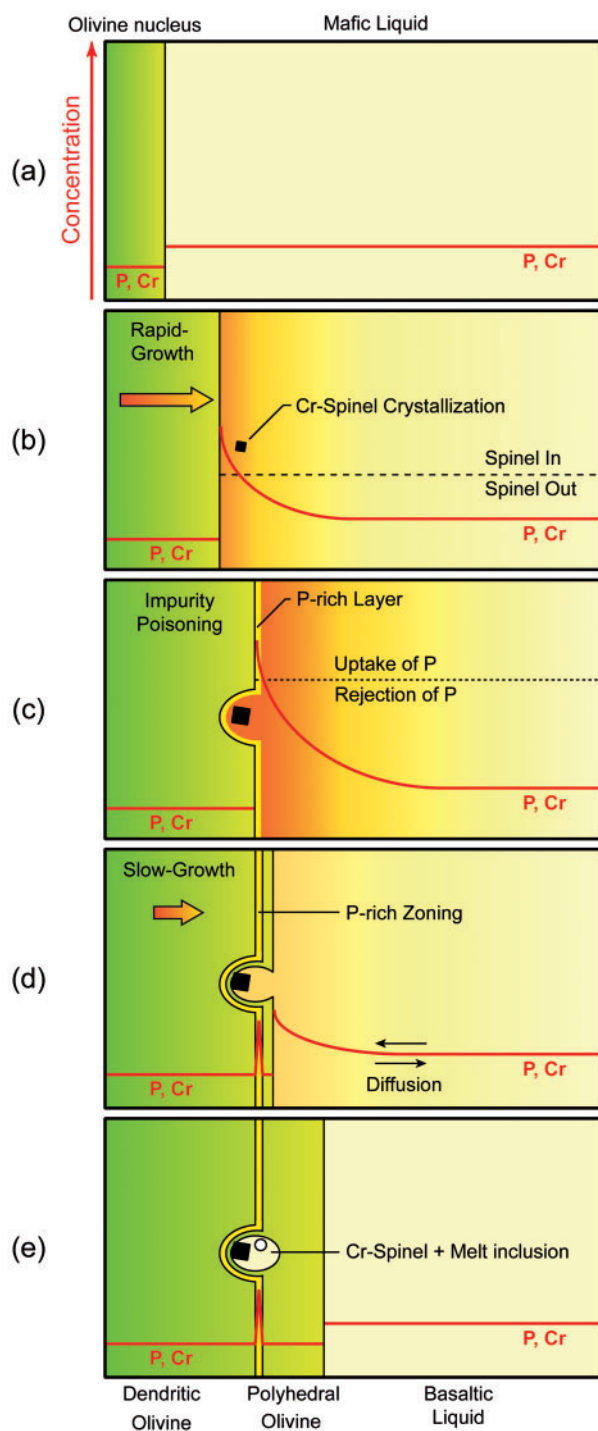 Olivine nucleus
Mafic Liquid
Concentration
(a)
P, Cr
P, Cr
Rapid-
Growth
Cr-Spinel Crystallization
(b)
Spinel In
Spinel Out
P, Cr
P, Cr
Impurity
Poisoning
P-rich Layer
Uptake of P
Rejection of P
(c)
P, Cr
P, Cr
Slow-Growth
P-rich Zoning
(d)
P, Cr
Diffusion
P, Cr
(e)
Cr-Spinel + Melt inclusion
P, Cr
P, Cr
Dendritic
Olivine
Polyhedral
Olivine
Basaltic
Liquid